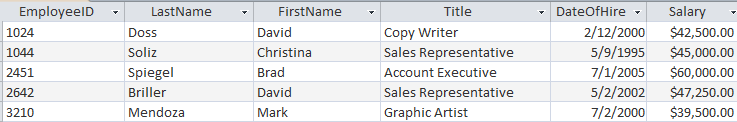 EmployeeID LastName FirstName Title DateOfHire Salary
1024 Doss David Copy Writer 2/12/2000 $42,500.00
1044 Soliz Christina Sales Representative 5/9/1995 $45,000.00
2451 Spiegel Brad Account Executive 7/1/2005 $60,000.00
2642 Briller David Sales Representative 5/2/2002 $47,250.00
3210 Mendoza Mark Graphic Artist 7/2/2000 $39,500.00